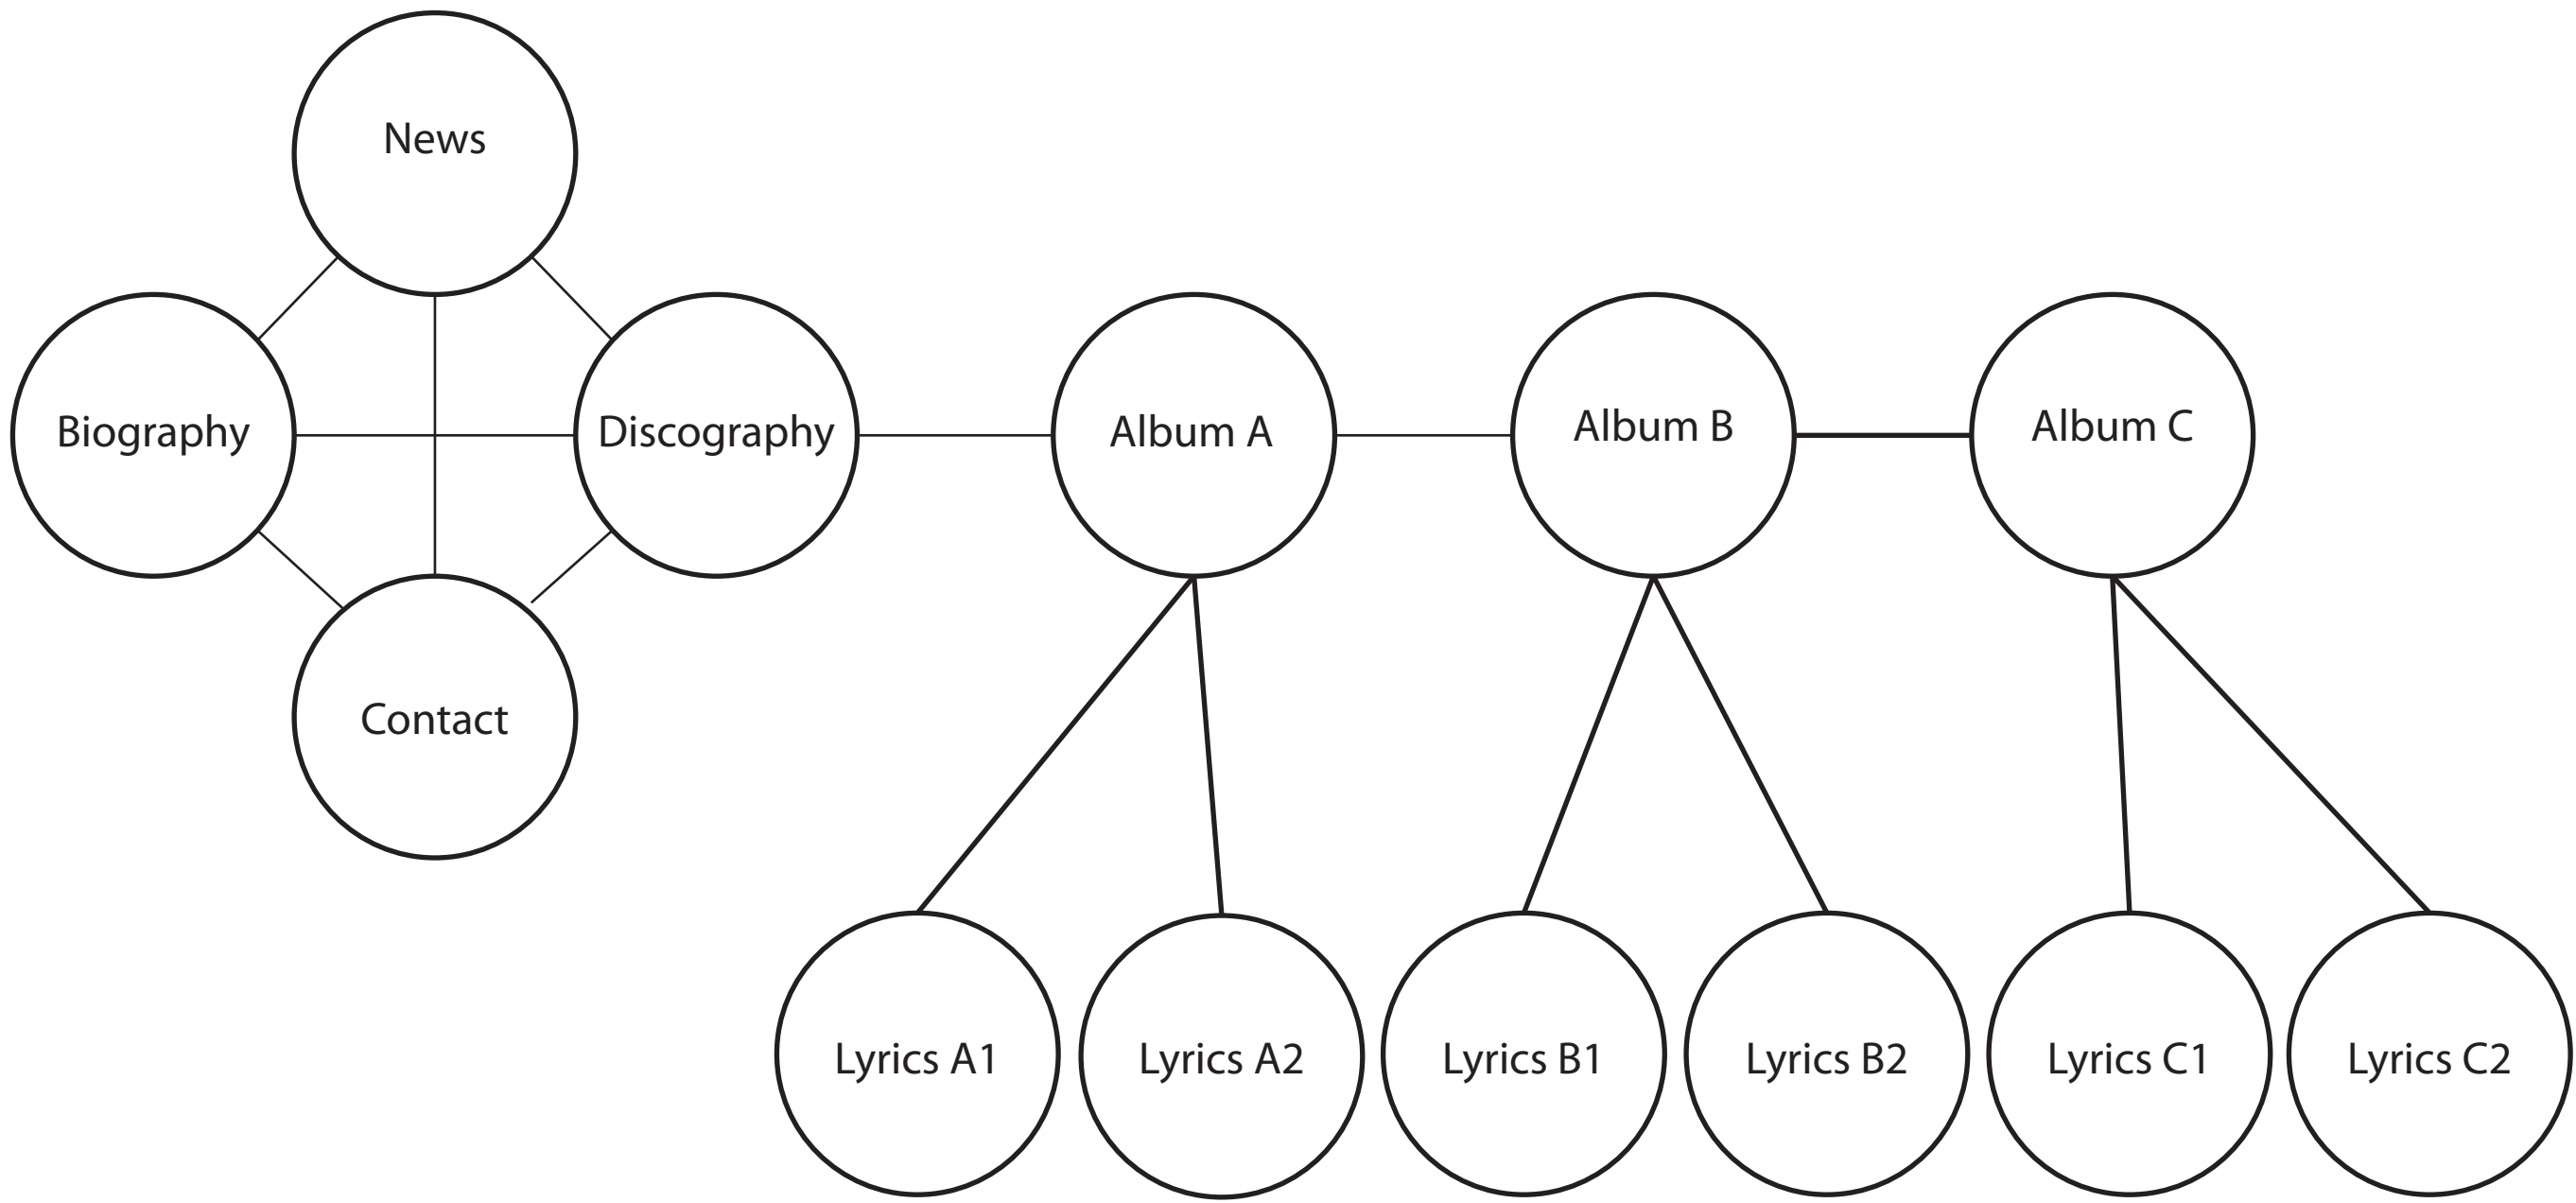 News
Biography
Discography
Album A
Album B
Album C
Contact
Lyrics A1
Lyrics A2
Lyrics B1
Lyrics B2
Lyrics C1
Lyrics C2